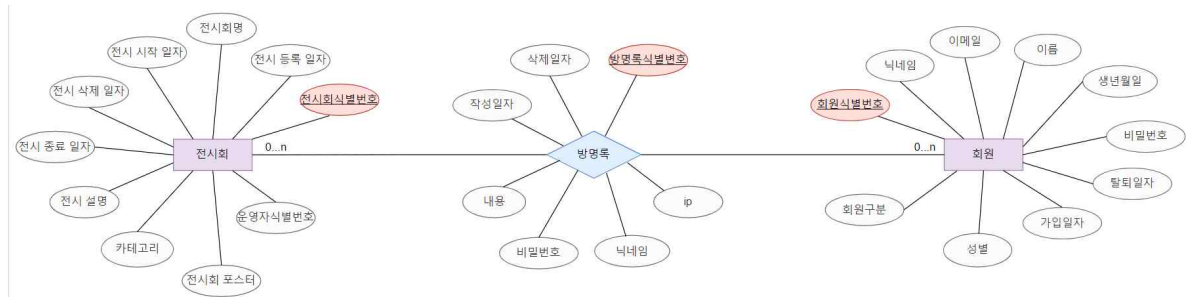 전시회명
전시 시작 일자
전시 등록 일자
전시 삭제 일자
전시회식별번호
전시 종료 일자
전시회
0...n
전시 설명
운영자식별번호
카테고리
전시회 포스터
삭제일자
방명록식별변호
작성일자
방명록
내용
ip
비밀번호
닉네임
이메일
이름
닉네임
생년월일
회원식별번호
비밀번호
0...n
회원
탈퇴일자
회원구분
가입일자
성별